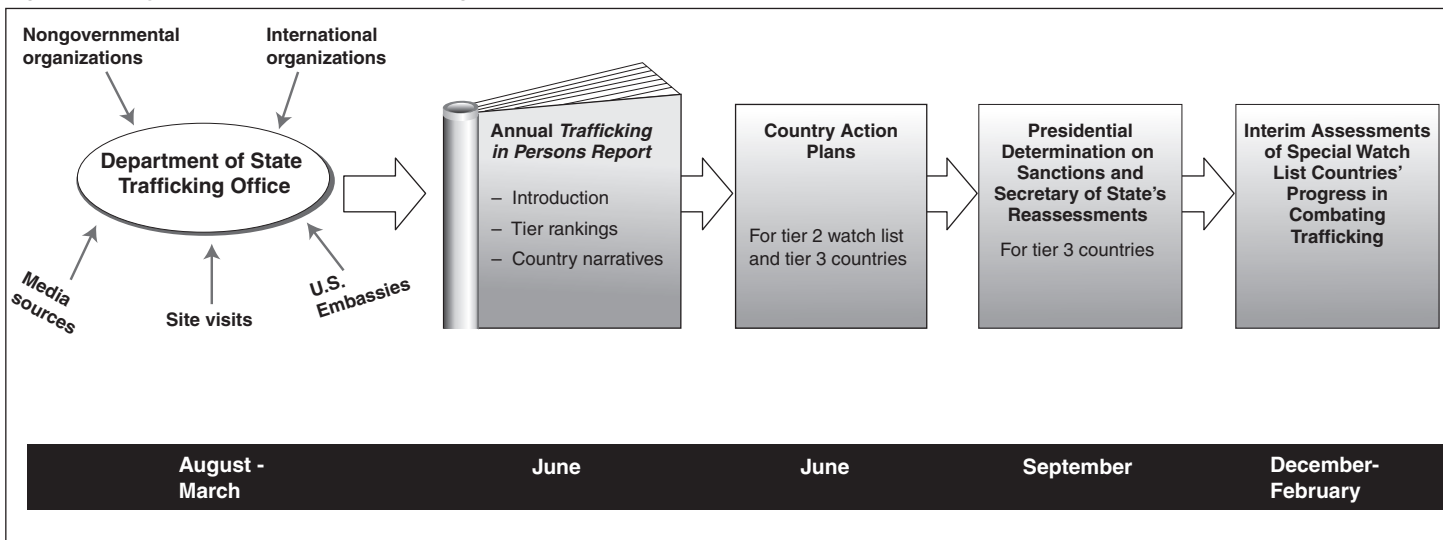 Nongovernmental
organizations
International
organizations
Department of State
Trafficking Office
Media
sources
Site visits
U.S.
Embassies
Annual Trafficking
in Persons Report
– Introduction
– Tier rankings
– Country narratives
Country Action
Plans
For tier 2 watch list
and tier 3 countries
Presidential
Determination on
Sanctions and
Secretary of State's
Reassessments
For tier 3 countries
Interim Assessments
of Special Watch
List Countries'
Progress in
Combating
Trafficking
August -
March
June
June
September
December-
February